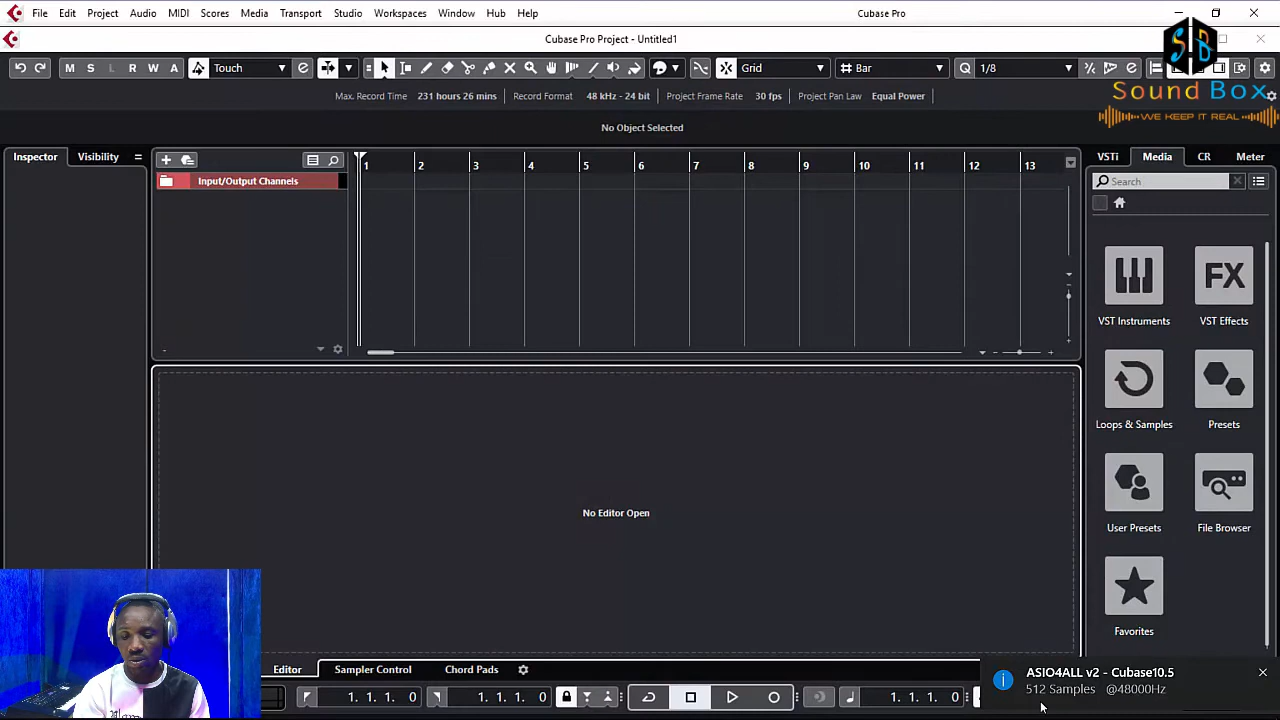 File Edit Project Audio MIDI Scores Media Transport Studio Workspaces Window Hub Help Cubase Pro
Cubase Pro Project - Untitled1
M S L R W A Touch Grid Bar Q 1/8
SB
Sound Box
WE KEEP IT REAL
Max. Record Time 231 hours 26 mins Record Format 48 kHz - 24 bit Project Frame Rate 30 fps Project Pan Law Equal Power
No Object Selected
Inspector Visibility
1 2 3 4 5 6 7 8 9 10 11 12 13
VSTi Media CR Meter
Input/Output Channels
Search
FX
VST Instruments VST Effects
Loops & Samples Presets
User Presets File Browser
Favorites
No Editor Open
Editor Sampler Control Chord Pads
1. 1. 1. 0 1. 1. 1. 0 1. 1. 1. 0
ASIO4ALL v2 - Cubase10.5
512 Samples @48000Hz